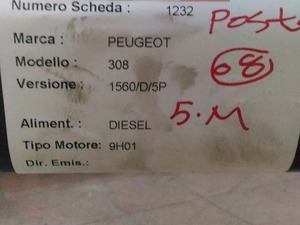 Numero Scheda : 1232
Post
Marca : PEUGEOT
Modello : 308
68
Versione : 1560/D/5P
Aliment. : DIESEL
5.M
Tipo Motore: 9H01
Dir. Emis.: